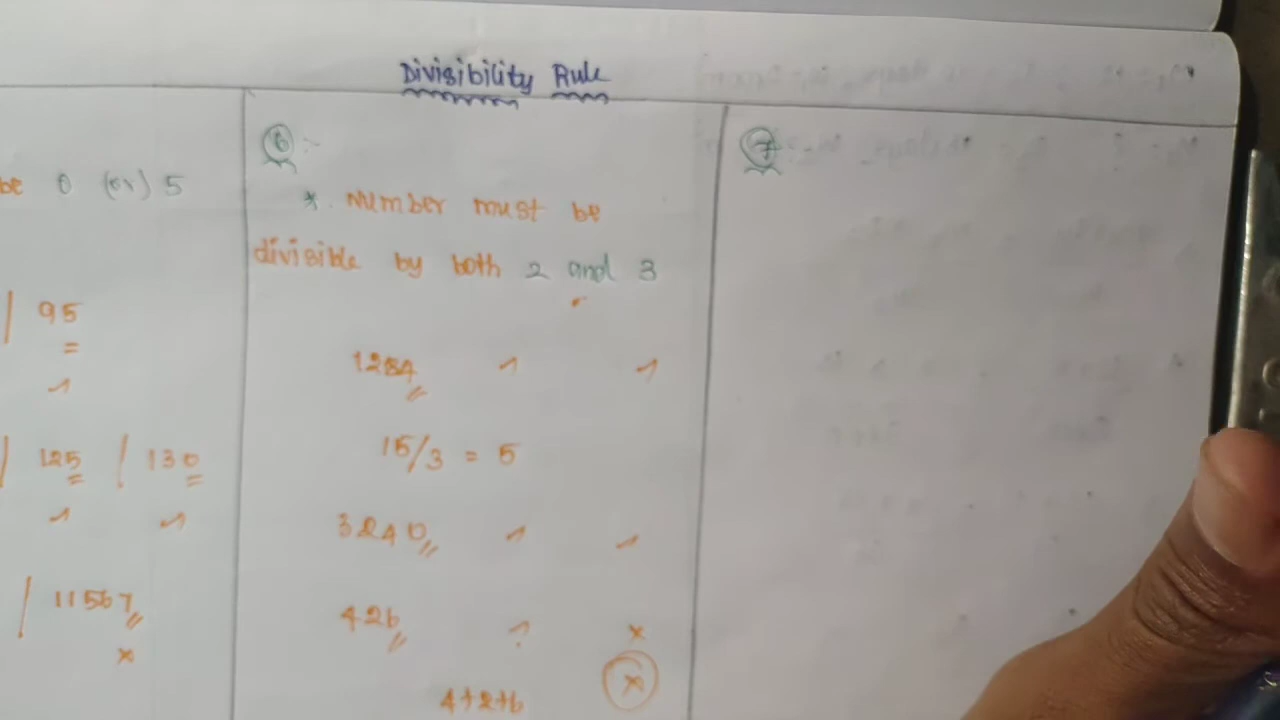 Divisibility Rule
be 0 (or) 5
95
=
125 / 130
11567
x
6 :-
* Number must be
divisible by both 2 and 3
1284
15/3 = 5
3240
426
x
4+2+6
x
7